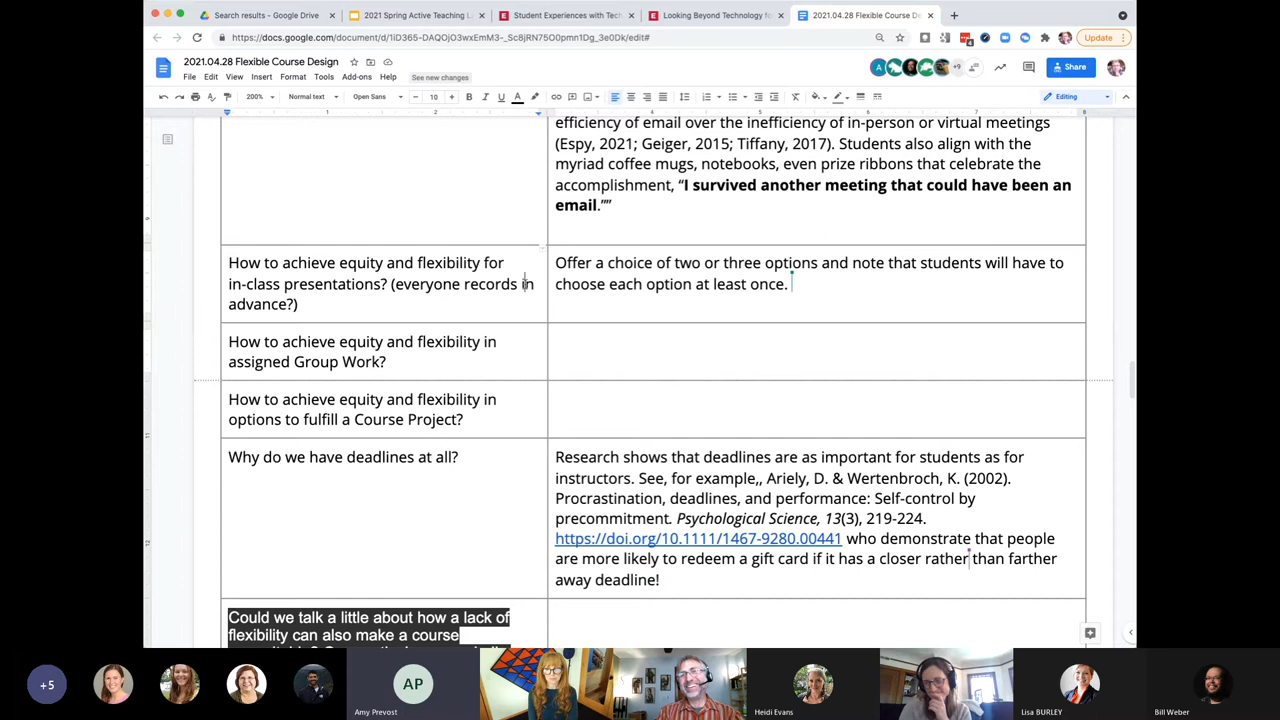 Search results - Google Drive
2021 Spring Active Teaching L
Student Experiences with Tech
Looking Beyond Technology fo
2021.04.28 Flexible Course De
https://docs.google.com/document/d/1iD365-DAQOjO3wxEmM3-_Sc8jRN75O0pmn1Dg_3e0Dk/edit#
Update
2021.04.28 Flexible Course Design
File Edit View Insert Format Tools Add-ons Help See new changes
A
+9
Share
200%
Normal text
Open Sans
10
Editing
1 2 4 5 6 7 8
efficiency of email over the inefficiency of in-person or virtual meetings
(Espy, 2021; Geiger, 2015; Tiffany, 2017). Students also align with the
myriad coffee mugs, notebooks, even prize ribbons that celebrate the
accomplishment, “I survived another meeting that could have been an
email.””
How to achieve equity and flexibility for
in-class presentations? (everyone records in
advance?)
Offer a choice of two or three options and note that students will have to
choose each option at least once.
How to achieve equity and flexibility in
assigned Group Work?
How to achieve equity and flexibility in
options to fulfill a Course Project?
Why do we have deadlines at all?
Research shows that deadlines are as important for students as for
instructors. See, for example,, Ariely, D. & Wertenbroch, K. (2002).
Procrastination, deadlines, and performance: Self-control by
precommitment. Psychological Science, 13(3), 219-224.
https://doi.org/10.1111/1467-9280.00441 who demonstrate that people
are more likely to redeem a gift card if it has a closer rather than farther
away deadline!
Could we talk a little about how a lack of
flexibility can also make a course
+5
AP
Amy Prevost
Heidi Evans
Lisa BURLEY
Bill Weber